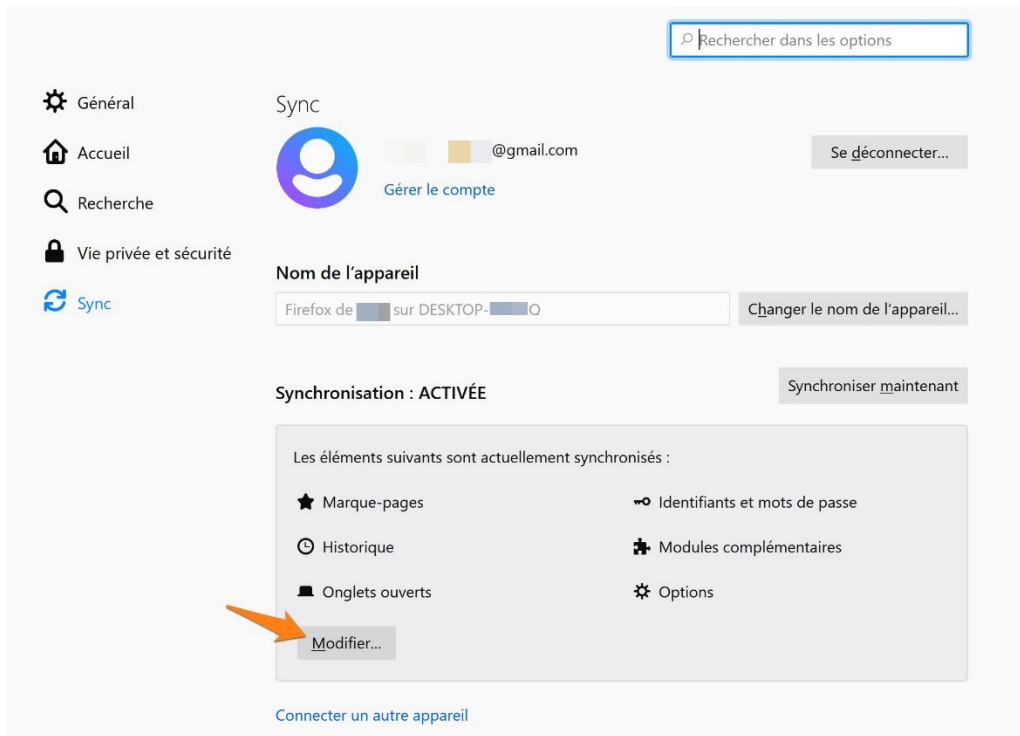 Rechercher dans les options
Général
Accueil
Recherche
Vie privée et sécurité
Sync
Sync
@gmail.com
Se déconnecter...
Gérer le compte
Nom de l'appareil
Firefox de sur DESKTOP- Q
Changer le nom de l'appareil...
Synchronisation : ACTIVÉE
Synchroniser maintenant
Les éléments suivants sont actuellement synchronisés :
Marque-pages
Identifiants et mots de passe
Historique
Modules complémentaires
Onglets ouverts
Options
Modifier...
Connecter un autre appareil